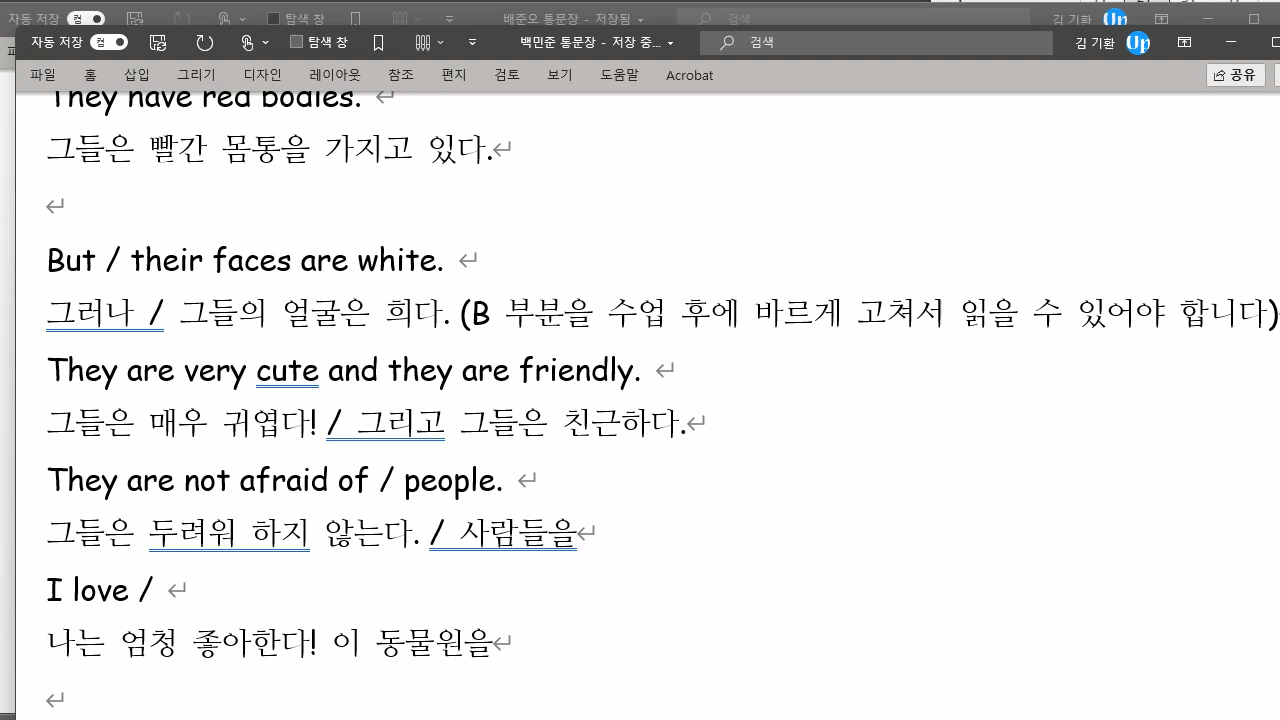 자동 저장 컴 탐색 창 배준오 통문장 - 저장됨 검색 김 기환 Up
자동 저장 컴 탐색 창 백민준 통문장 - 저장 중... 검색 김 기환 Up
파일 홈 삽입 그리기 디자인 레이아웃 참조 편지 검토 보기 도움말 Acrobat 공유
They have red bodies.
그들은 빨간 몸통을 가지고 있다.
But / their faces are white.
그러나 / 그들의 얼굴은 희다. (B 부분을 수업 후에 바르게 고쳐서 읽을 수 있어야 합니다)
They are very cute and they are friendly.
그들은 매우 귀엽다! / 그리고 그들은 친근하다.
They are not afraid of / people.
그들은 두려워 하지 않는다. / 사람들을
I love /
나는 엄청 좋아한다! 이 동물원을